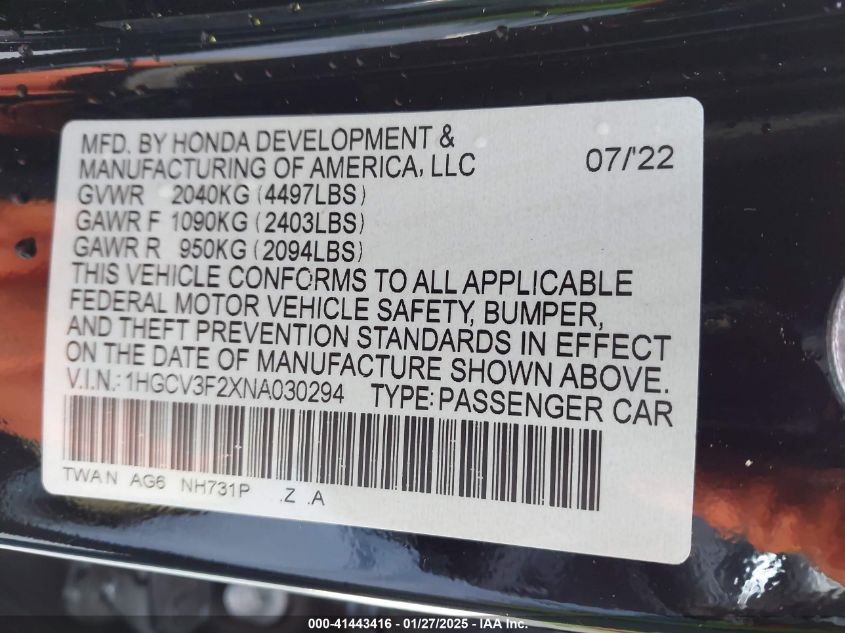 MFD. BY HONDA DEVELOPMENT &
MANUFACTURING OF AMERICA, LLC 07/'22
GVWR 2040KG (4497LBS)
GAWR F 1090KG (2403LBS)
GAWR R 950KG (2094LBS)
THIS VEHICLE CONFORMS TO ALL APPLICABLE
FEDERAL MOTOR VEHICLE SAFETY, BUMPER,
AND THEFT PREVENTION STANDARDS IN EFFECT
ON THE DATE OF MANUFACTURE SHOWN ABOVE.
V.I.N.: 1HGCV3F2XNA030294 TYPE: PASSENGER CAR
TWA N AG6 NH731P .Z .A
000-41443416 - 01/27/2025 - IAA Inc.